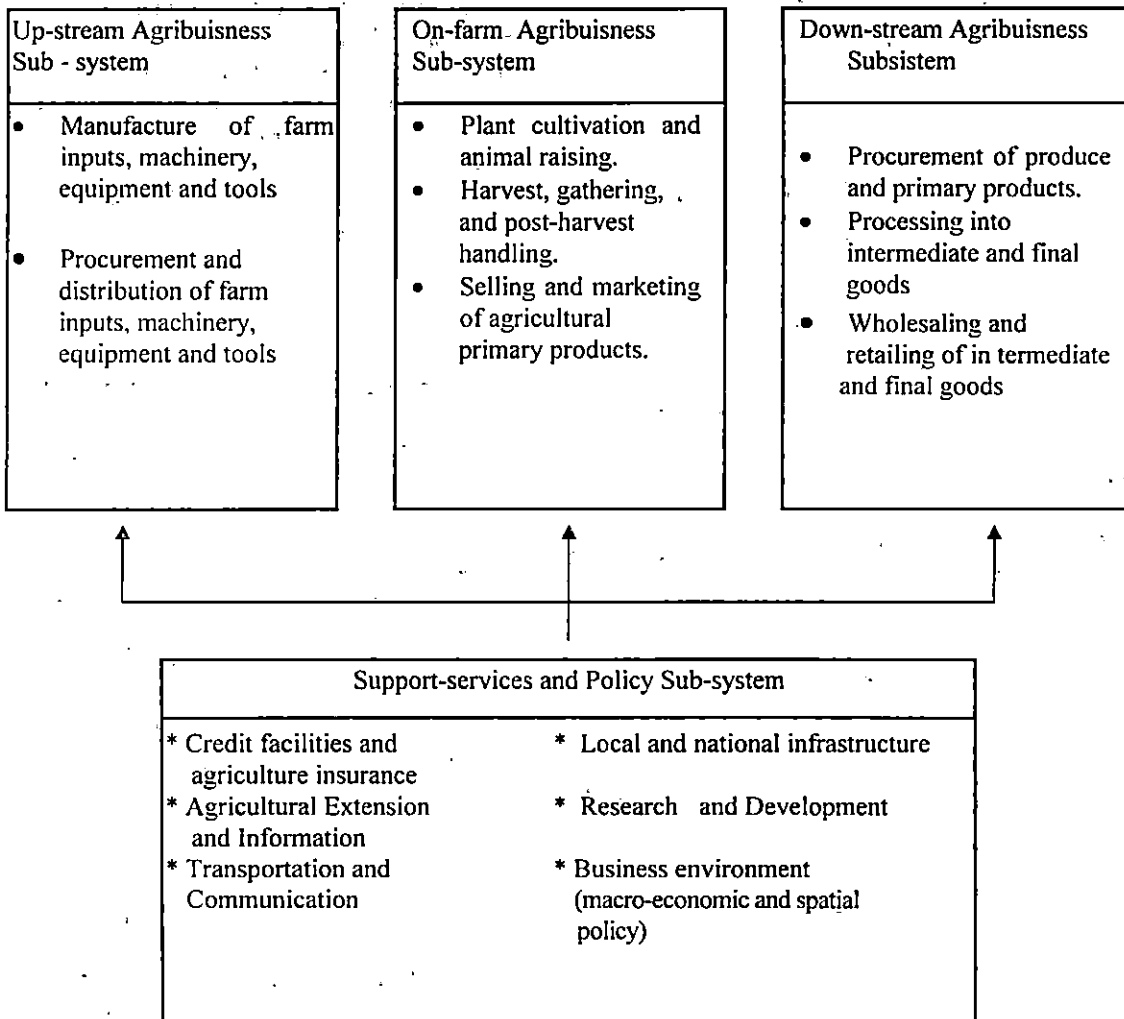 Up-stream Agribuisness
Sub - system
• Manufacture of farm
inputs, machinery,
equipment and tools
• Procurement and
distribution of farm
inputs, machinery,
equipment and tools
On-farm Agribuisness
Sub-system
• Plant cultivation and
animal raising.
• Harvest, gathering,
and post-harvest
handling.
• Selling and marketing
of agricultural
primary products.
Down-stream Agribuisness
Subsistem
• Procurement of produce
and primary products.
• Processing into
intermediate and final
goods
• Wholesaling and
retailing of in termediate
and final goods
Support-services and Policy Sub-system
* Credit facilities and
agriculture insurance
* Agricultural Extension
and Information
* Transportation and
Communication
* Local and national infrastructure
* Research and Development
* Business environment
(macro-economic and spatial
policy)